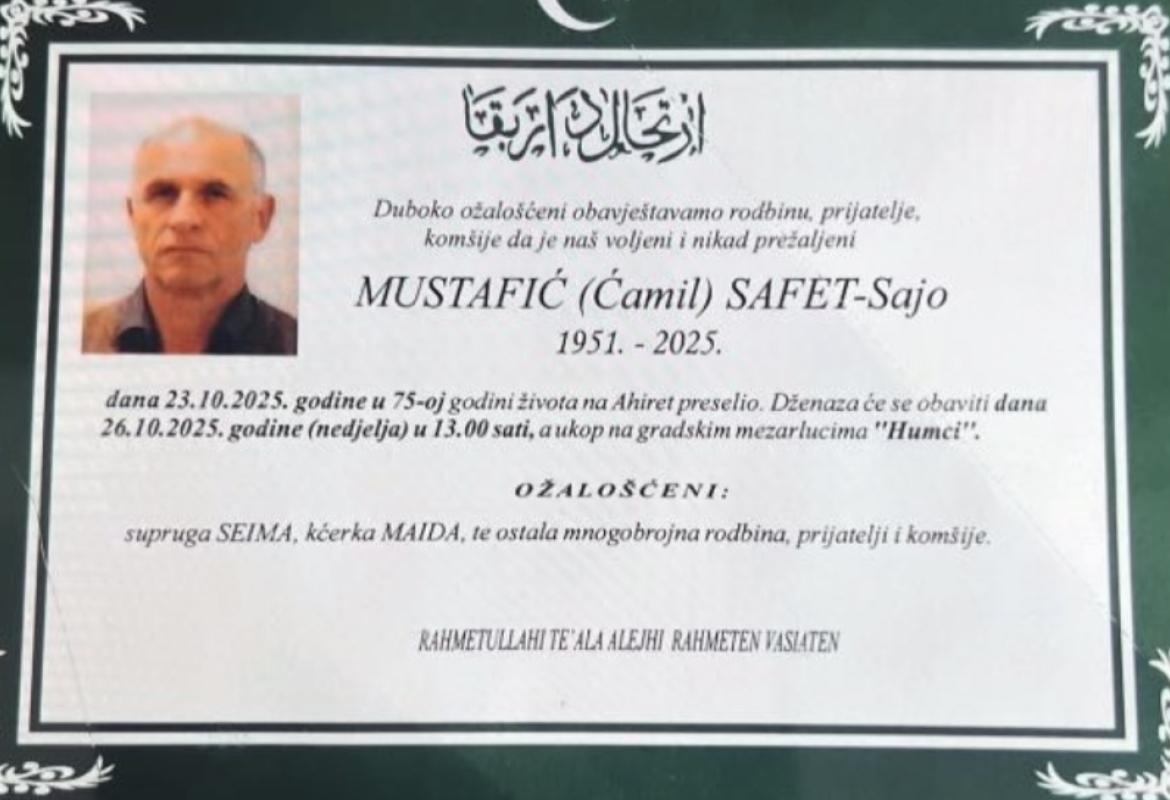 ارتحال دار بقا
Duboko ožalošćeni obavještavamo rodbinu, prijatelje,
komšije da je naš voljeni i nikad prežaljeni
MUSTAFIĆ (Ćamil) SAFET-Sajo
1951. - 2025.
dana 23.10.2025. godine u 75-oj godini života na Ahiret preselio. Dženaza će se obaviti dana
26.10.2025. godine (nedjelja) u 13.00 sati, a ukop na gradskim mezarlucima "Humci".
OŽALOŠĆENI:
supruga SEIMA, kćerka MAIDA, te ostala mnogobrojna rodbina, prijatelji i komšije.
RAHMETULLAHI TE'ALA ALEJHI RAHMETEN VASIATEN